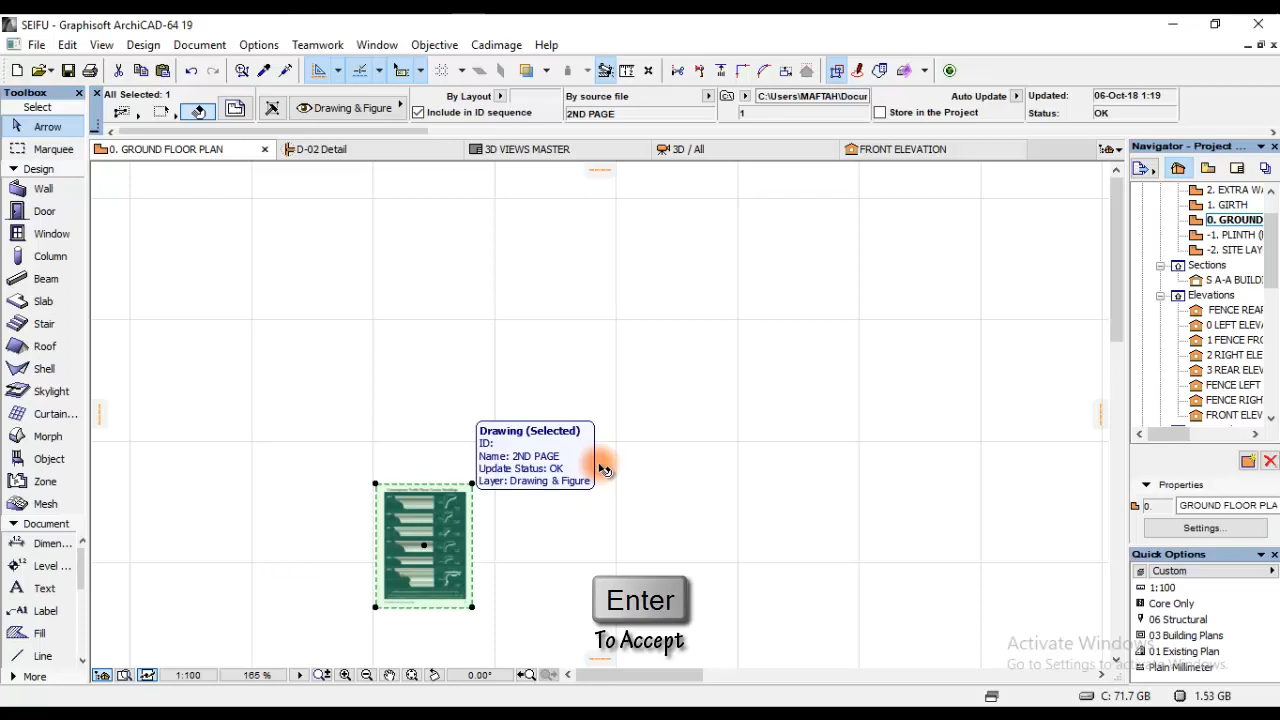 SEIFU - Graphisoft ArchiCAD-64 19
File Edit View Design Document Options Teamwork Window Objective Cadimage Help
Toolbox
Select
Arrow
Marquee
Design
Wall
Door
Window
Column
Beam
Slab
Stair
Roof
Shell
Skylight
Curtain...
Morph
Object
Zone
Mesh
Document
Dimen...
Level ...
Text
Label
Fill
Line
More
All Selected: 1
Drawing & Figure
By Layout
Include in ID sequence
By source file
2ND PAGE
C:\Users\MAFTAH\Docur
1
Auto Update
Store in the Project
Updated: 06-Oct-18 1:19
Status: OK
0. GROUND FLOOR PLAN
D-02 Detail
3D VIEWS MASTER
3D / All
FRONT ELEVATION
Drawing (Selected)
ID:
Name: 2ND PAGE
Update Status: OK
Layer: Drawing & Figure
Enter
To Accept
Navigator - Project ...
2. EXTRA WA
1. GIRTH
0. GROUND
-1. PLINTH (
-2. SITE LAY
Sections
S A-A BUILDI
Elevations
FENCE REAR
0 LEFT ELEV
1 FENCE FRO
2 RIGHT ELE
3 REAR ELEV
FENCE LEFT
FENCE RIGH
FRONT ELEV
Properties
0. GROUND FLOOR PLA
Settings...
Quick Options
Custom
1:100
Core Only
06 Structural
03 Building Plans
01 Existing Plan
Plain Millimeter
Activate Windows
Go to Settings to activate Windows.
1:100
165 %
0.00°
C: 71.7 GB
1.53 GB